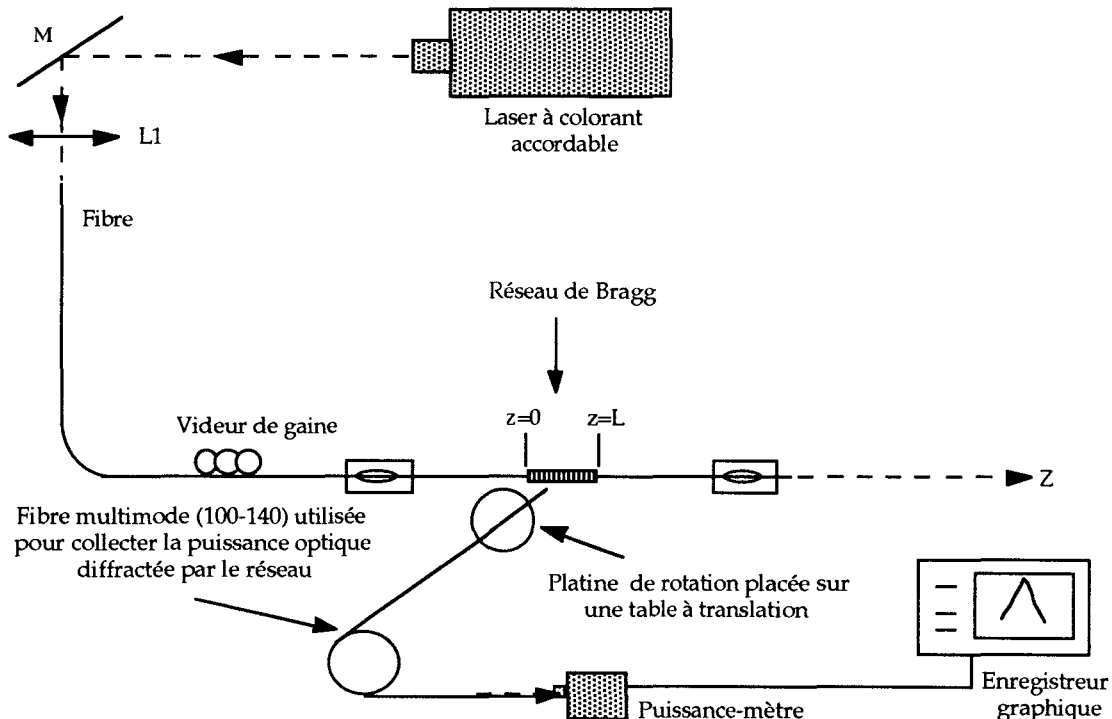 M
Laser à colorant
accordable
L1
Fibre
Réseau de Bragg
z=0
z=L
Videur de gaine
Z
Fibre multimode (100-140) utilisée
pour collecter la puissance optique
diffractée par le réseau
Platine de rotation placée sur
une table à translation
Puissance-mètre
Enregistreur
graphique